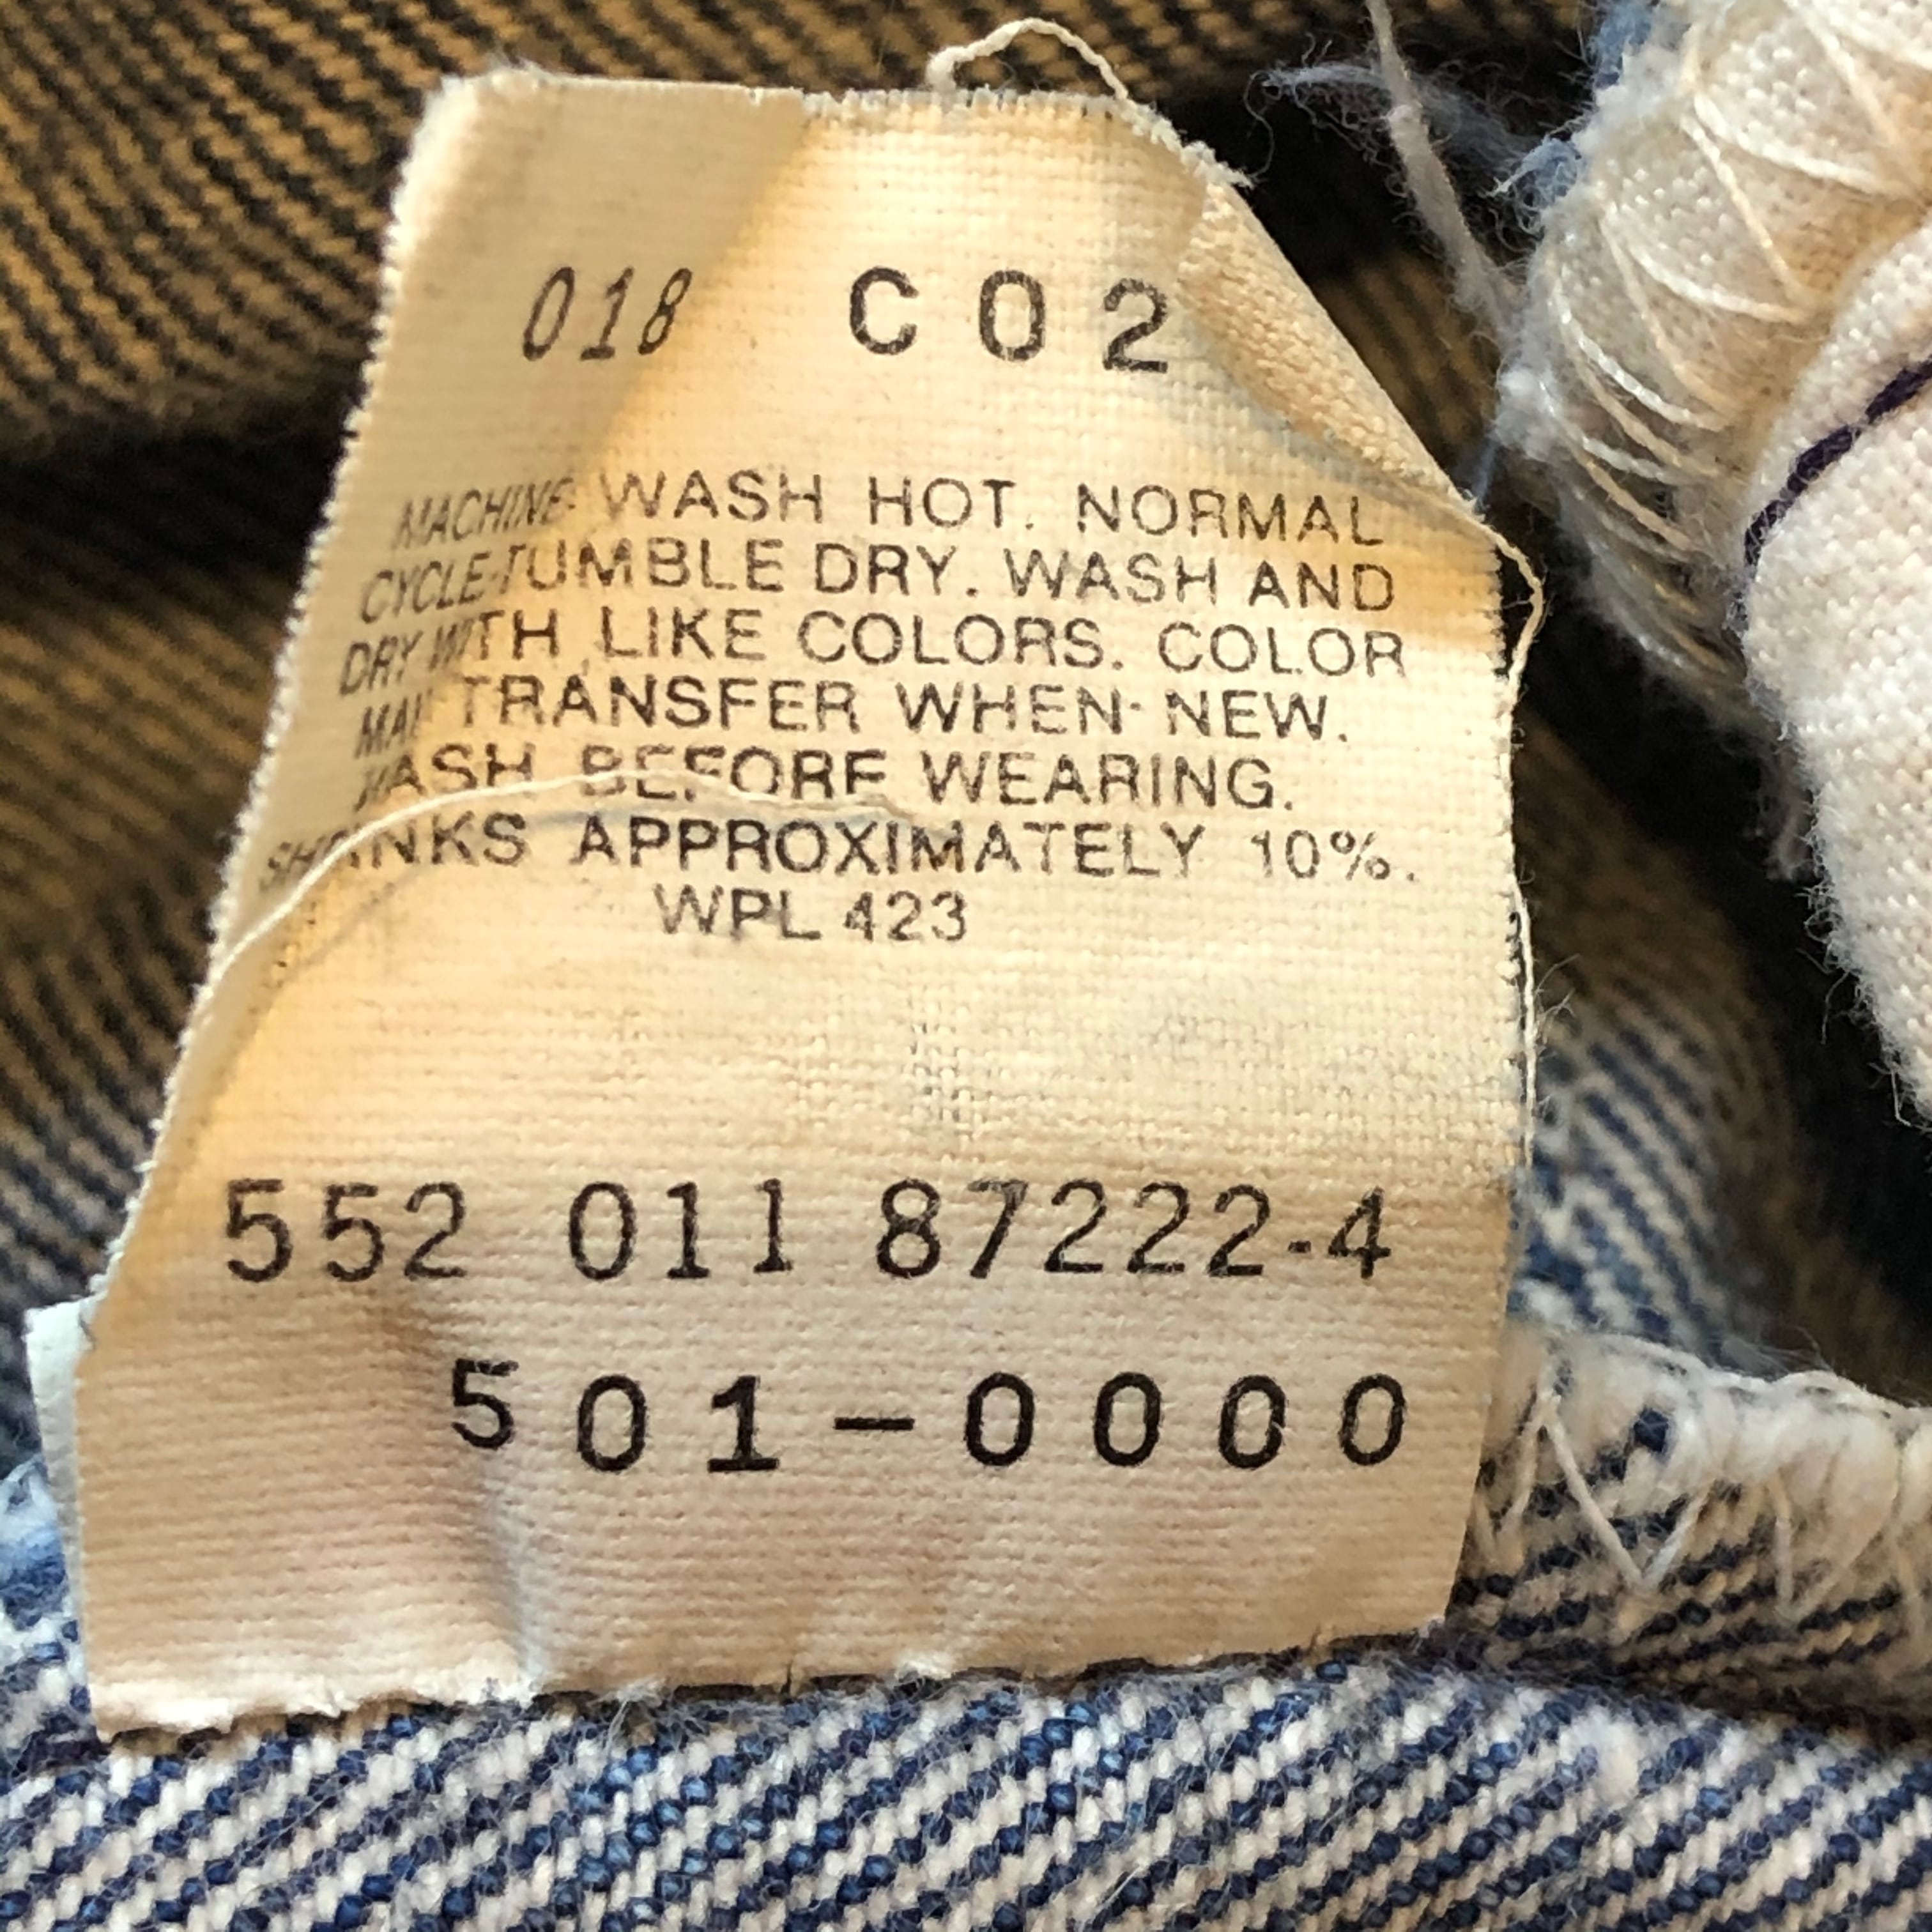 018 C02
MACHINE WASH HOT. NORMAL
CYCLE-TUMBLE DRY. WASH AND
DRY WITH LIKE COLORS. COLOR
MAY TRANSFER WHEN NEW.
WASH BEFORE WEARING.
SHRINKS APPROXIMATELY 10%.
WPL 423
552 011 87222-4
501-0000